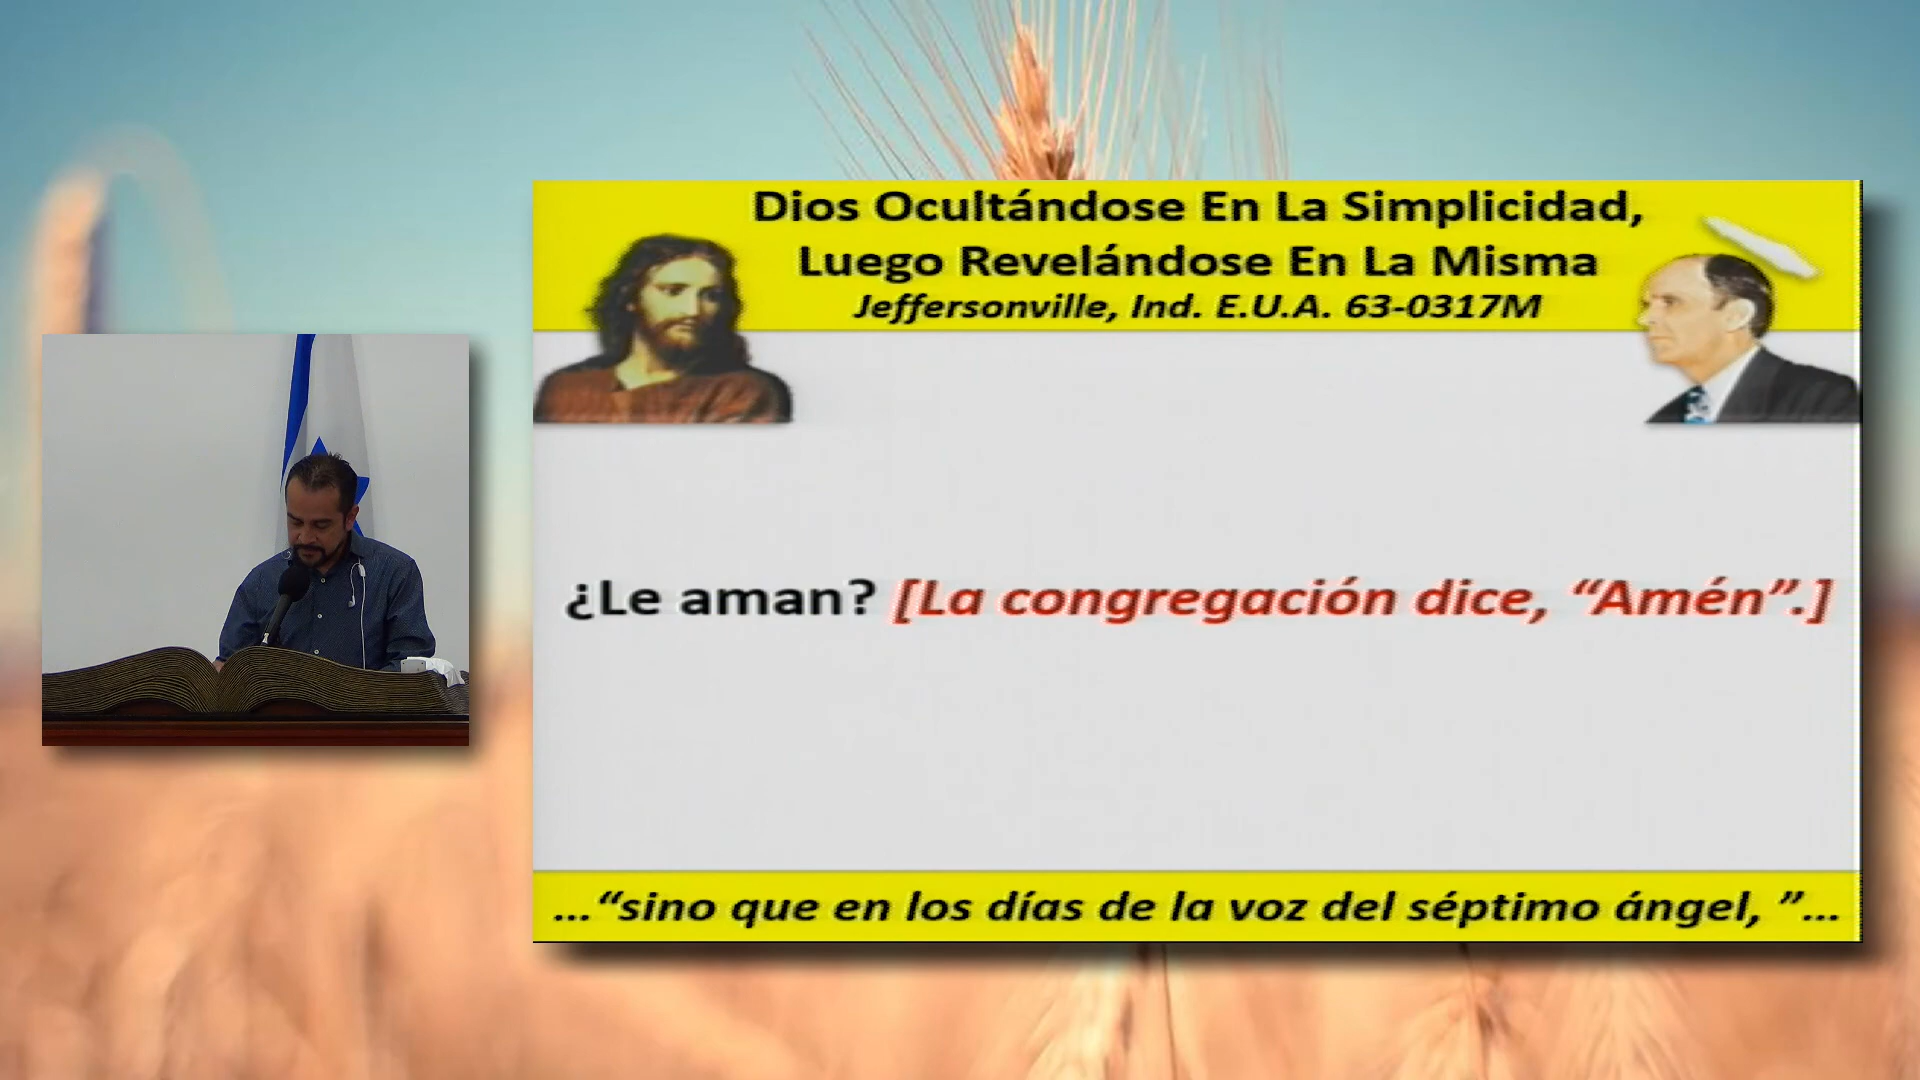 Dios Ocultándose En La Simplicidad,
Luego Revelándose En La Misma
Jeffersonville, Ind. E.U.A. 63-0317M
¿Le aman? [La congregación dice, “Amén”.]
...“sino que en los días de la voz del séptimo ángel, ”...